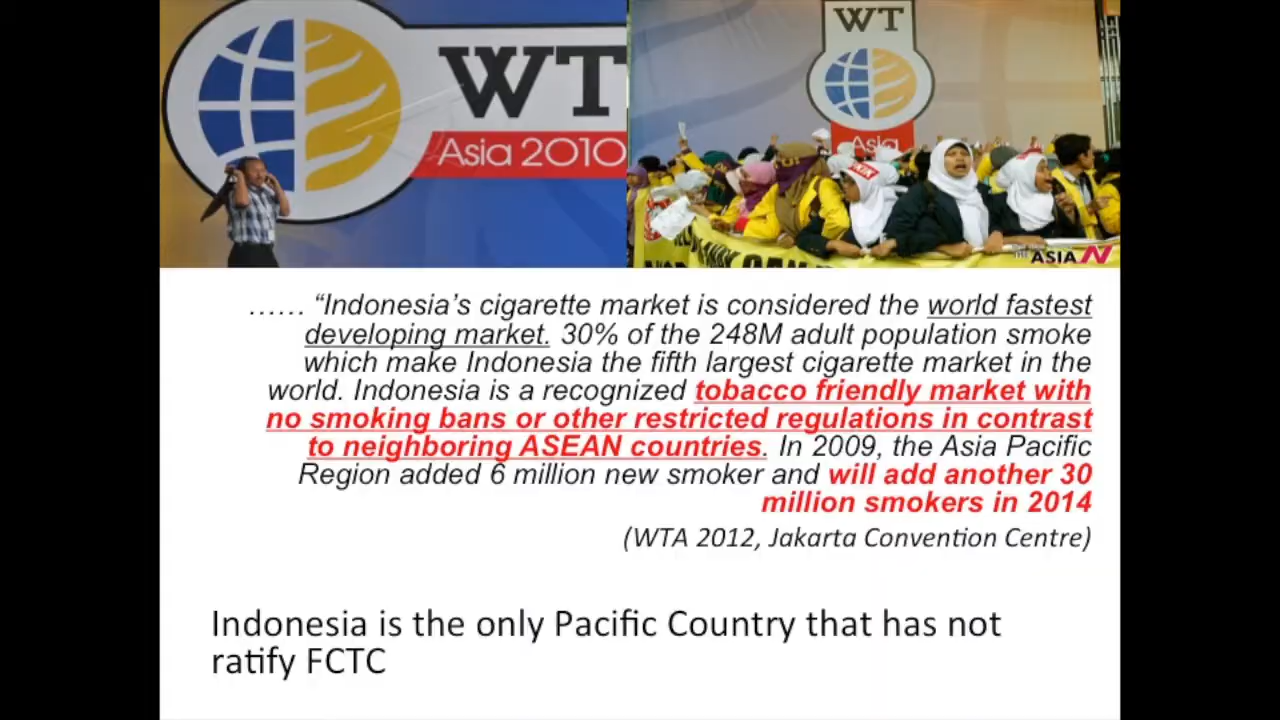 WT
Asia 2010
WT
Asia
ASIAN
…… “Indonesia’s cigarette market is considered the world fastest
developing market. 30% of the 248M adult population smoke
which make Indonesia the fifth largest cigarette market in the
world. Indonesia is a recognized tobacco friendly market with
no smoking bans or other restricted regulations in contrast
to neighboring ASEAN countries. In 2009, the Asia Pacific
Region added 6 million new smoker and will add another 30
million smokers in 2014
(WTA 2012, Jakarta Convention Centre)
Indonesia is the only Pacific Country that has not
ratify FCTC